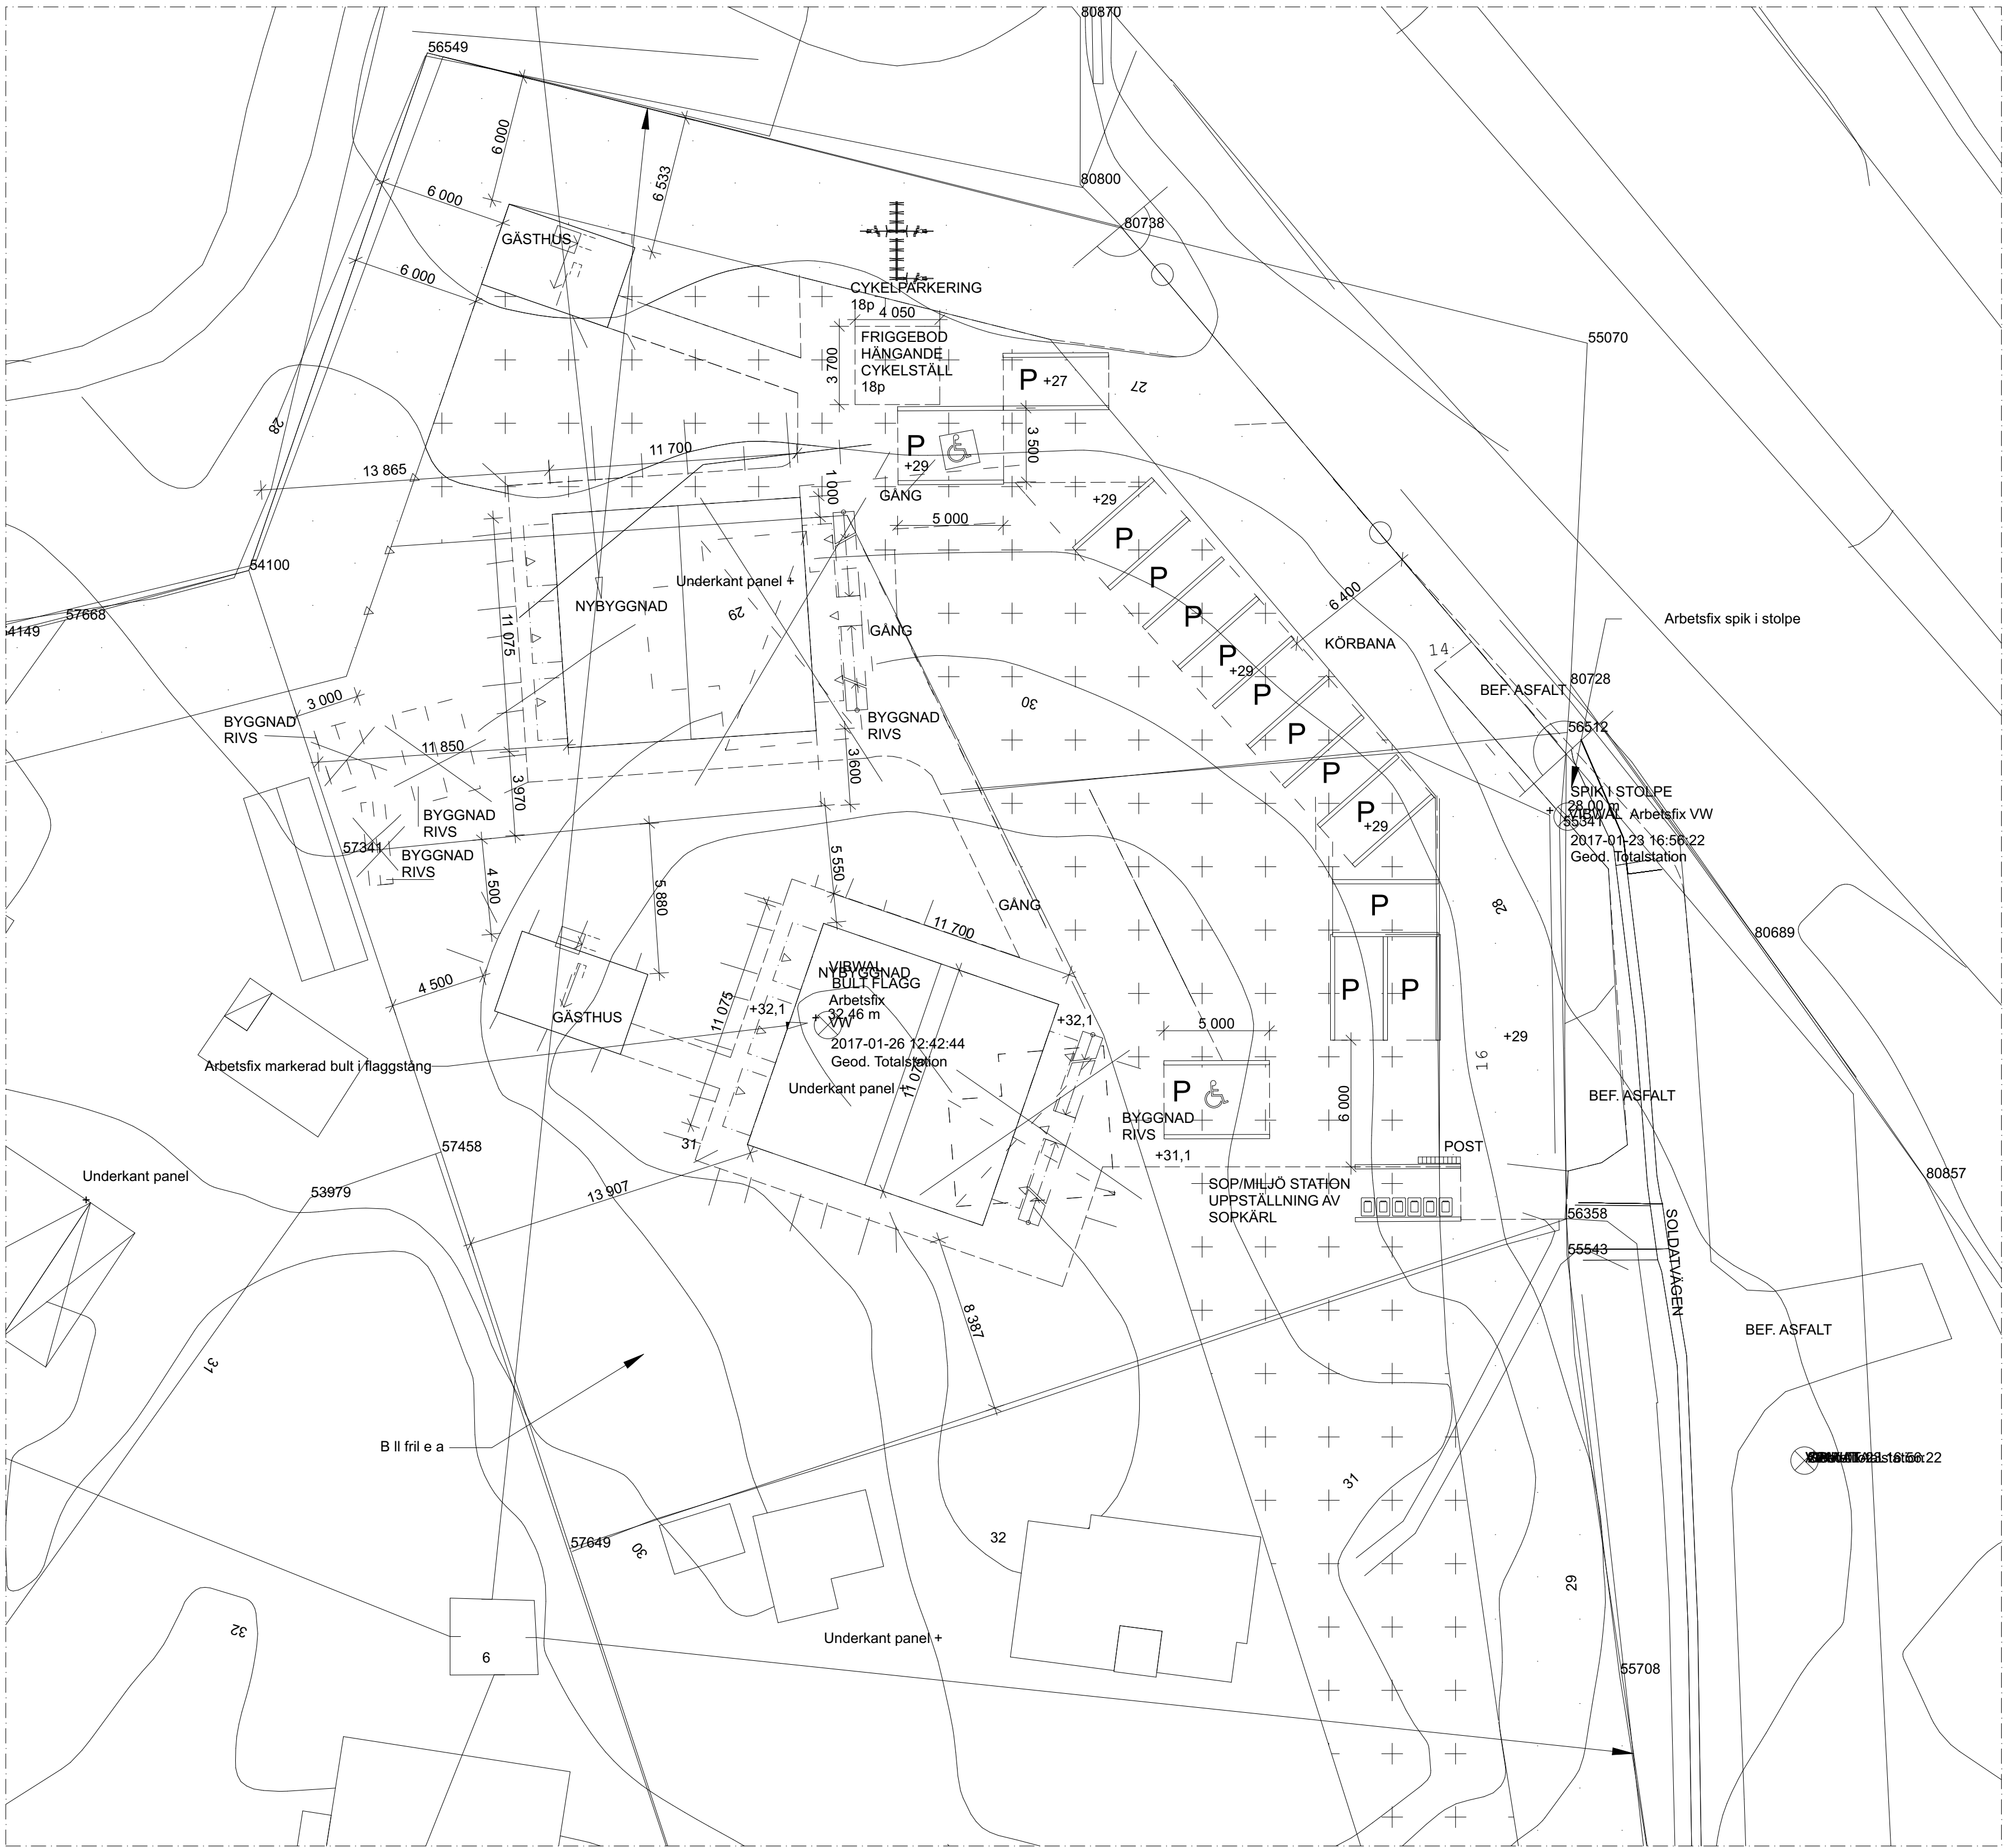 80870
56549
6 000
6 533
6 000
80800
80738
GÄSTHUS
6 000
CYKELPARKERING
18p
4 050
FRIGGEBOD
HÄNGANDE
CYKELSTÄLL
18p
3 700
55070
P +27
27
28
P
+29
3 500
11 700
13 865
1 000
GÅNG
+29
5 000
P
54100
P
Underkant panel +
NYBYGGNAD
29
6 400
57668
4149
11 075
P
GÅNG
Arbetsfix spik i stolpe
KÖRBANA
14
P
+29
80728
BEF. ASFALT
3 000
P
30
BYGGNAD
RIVS
BYGGNAD
RIVS
56512
P
11 850
3 600
P
3 970
SPIK I STOLPE
28,00 m
VIBWAL Arbetsfix VW
55341
P
+29
BYGGNAD
RIVS
2017-01-23 16:56:22
Geod. Totalstation
57341
BYGGNAD
RIVS
5 550
4 500
5 880
GÅNG
P
28
11 700
80689
VIBWAL
NYBYGGNAD
BULT FLAGG
Arbetsfix
32,46 m
VW
4 500
P
P
11 075
+32,1
GÄSTHUS
+32,1
5 000
2017-01-26 12:42:44
Geod. Totalstation
+29
16
Arbetsfix markerad bult i flaggstång
Underkant panel +
11 075
P
6 000
BEF. ASFALT
BYGGNAD
RIVS
31
POST
57458
+31,1
Underkant panel
80857
53979
13 907
SOP/MILJÖ STATION
UPPSTÄLLNING AV
SOPKÄRL
56358
55543
SOLDATVÄGEN
8 387
BEF. ASFALT
31
B ll fril e a
31
32
57649
30
29
32
Underkant panel +
6
55708